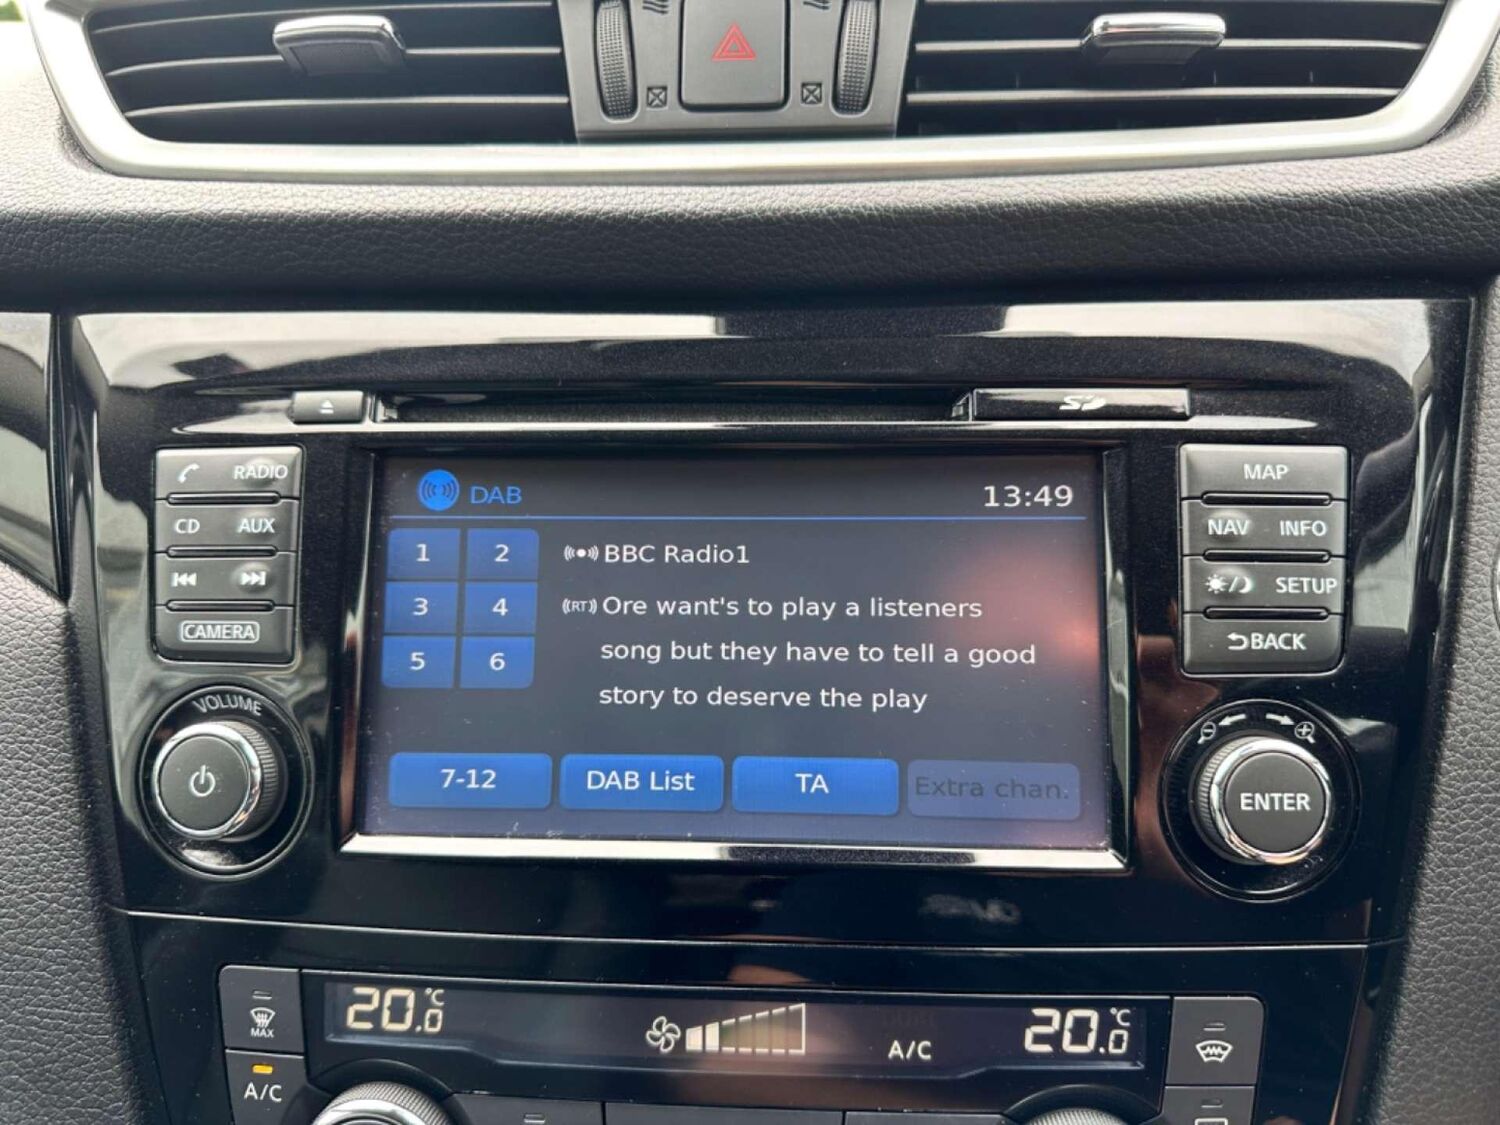 SD
RADIO
CD AUX
CAMERA
VOLUME
DAB 13:49
1 2
3 4
5 6
BBC Radio1
(RT) Ore want's to play a listeners
song but they have to tell a good
story to deserve the play
7-12 DAB List TA Extra chan.
MAP
NAV INFO
SETUP
BACK
ENTER
MAX
A/C
20.0 °C
A/C
20.0 °C